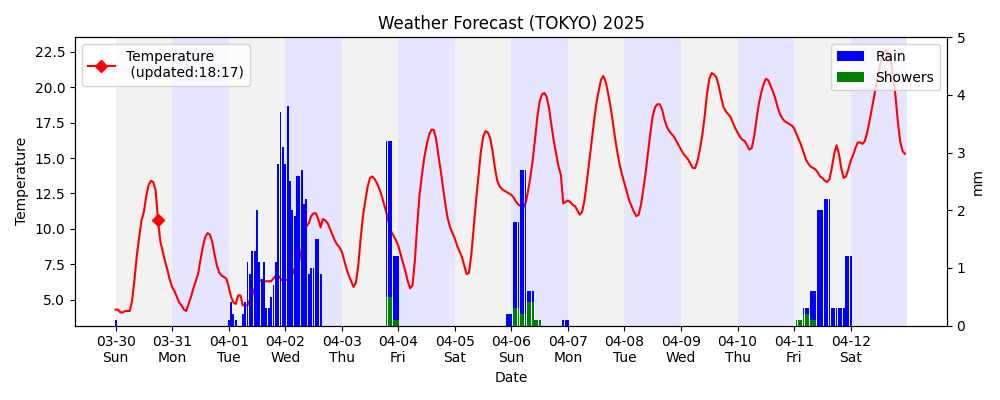 Weather Forecast (TOKYO) 2025
Temperature
(updated:18:17)
Rain
Showers
22.5
20.0
17.5
15.0
12.5
10.0
7.5
5.0
Temperature
5
4
3
2
1
0
mm
03-30 03-31 04-01 04-02 04-03 04-04 04-05 04-06 04-07 04-08 04-09 04-10 04-11 04-12
Sun Mon Tue Wed Thu Fri Sat Sun Mon Tue Wed Thu Fri Sat
Date